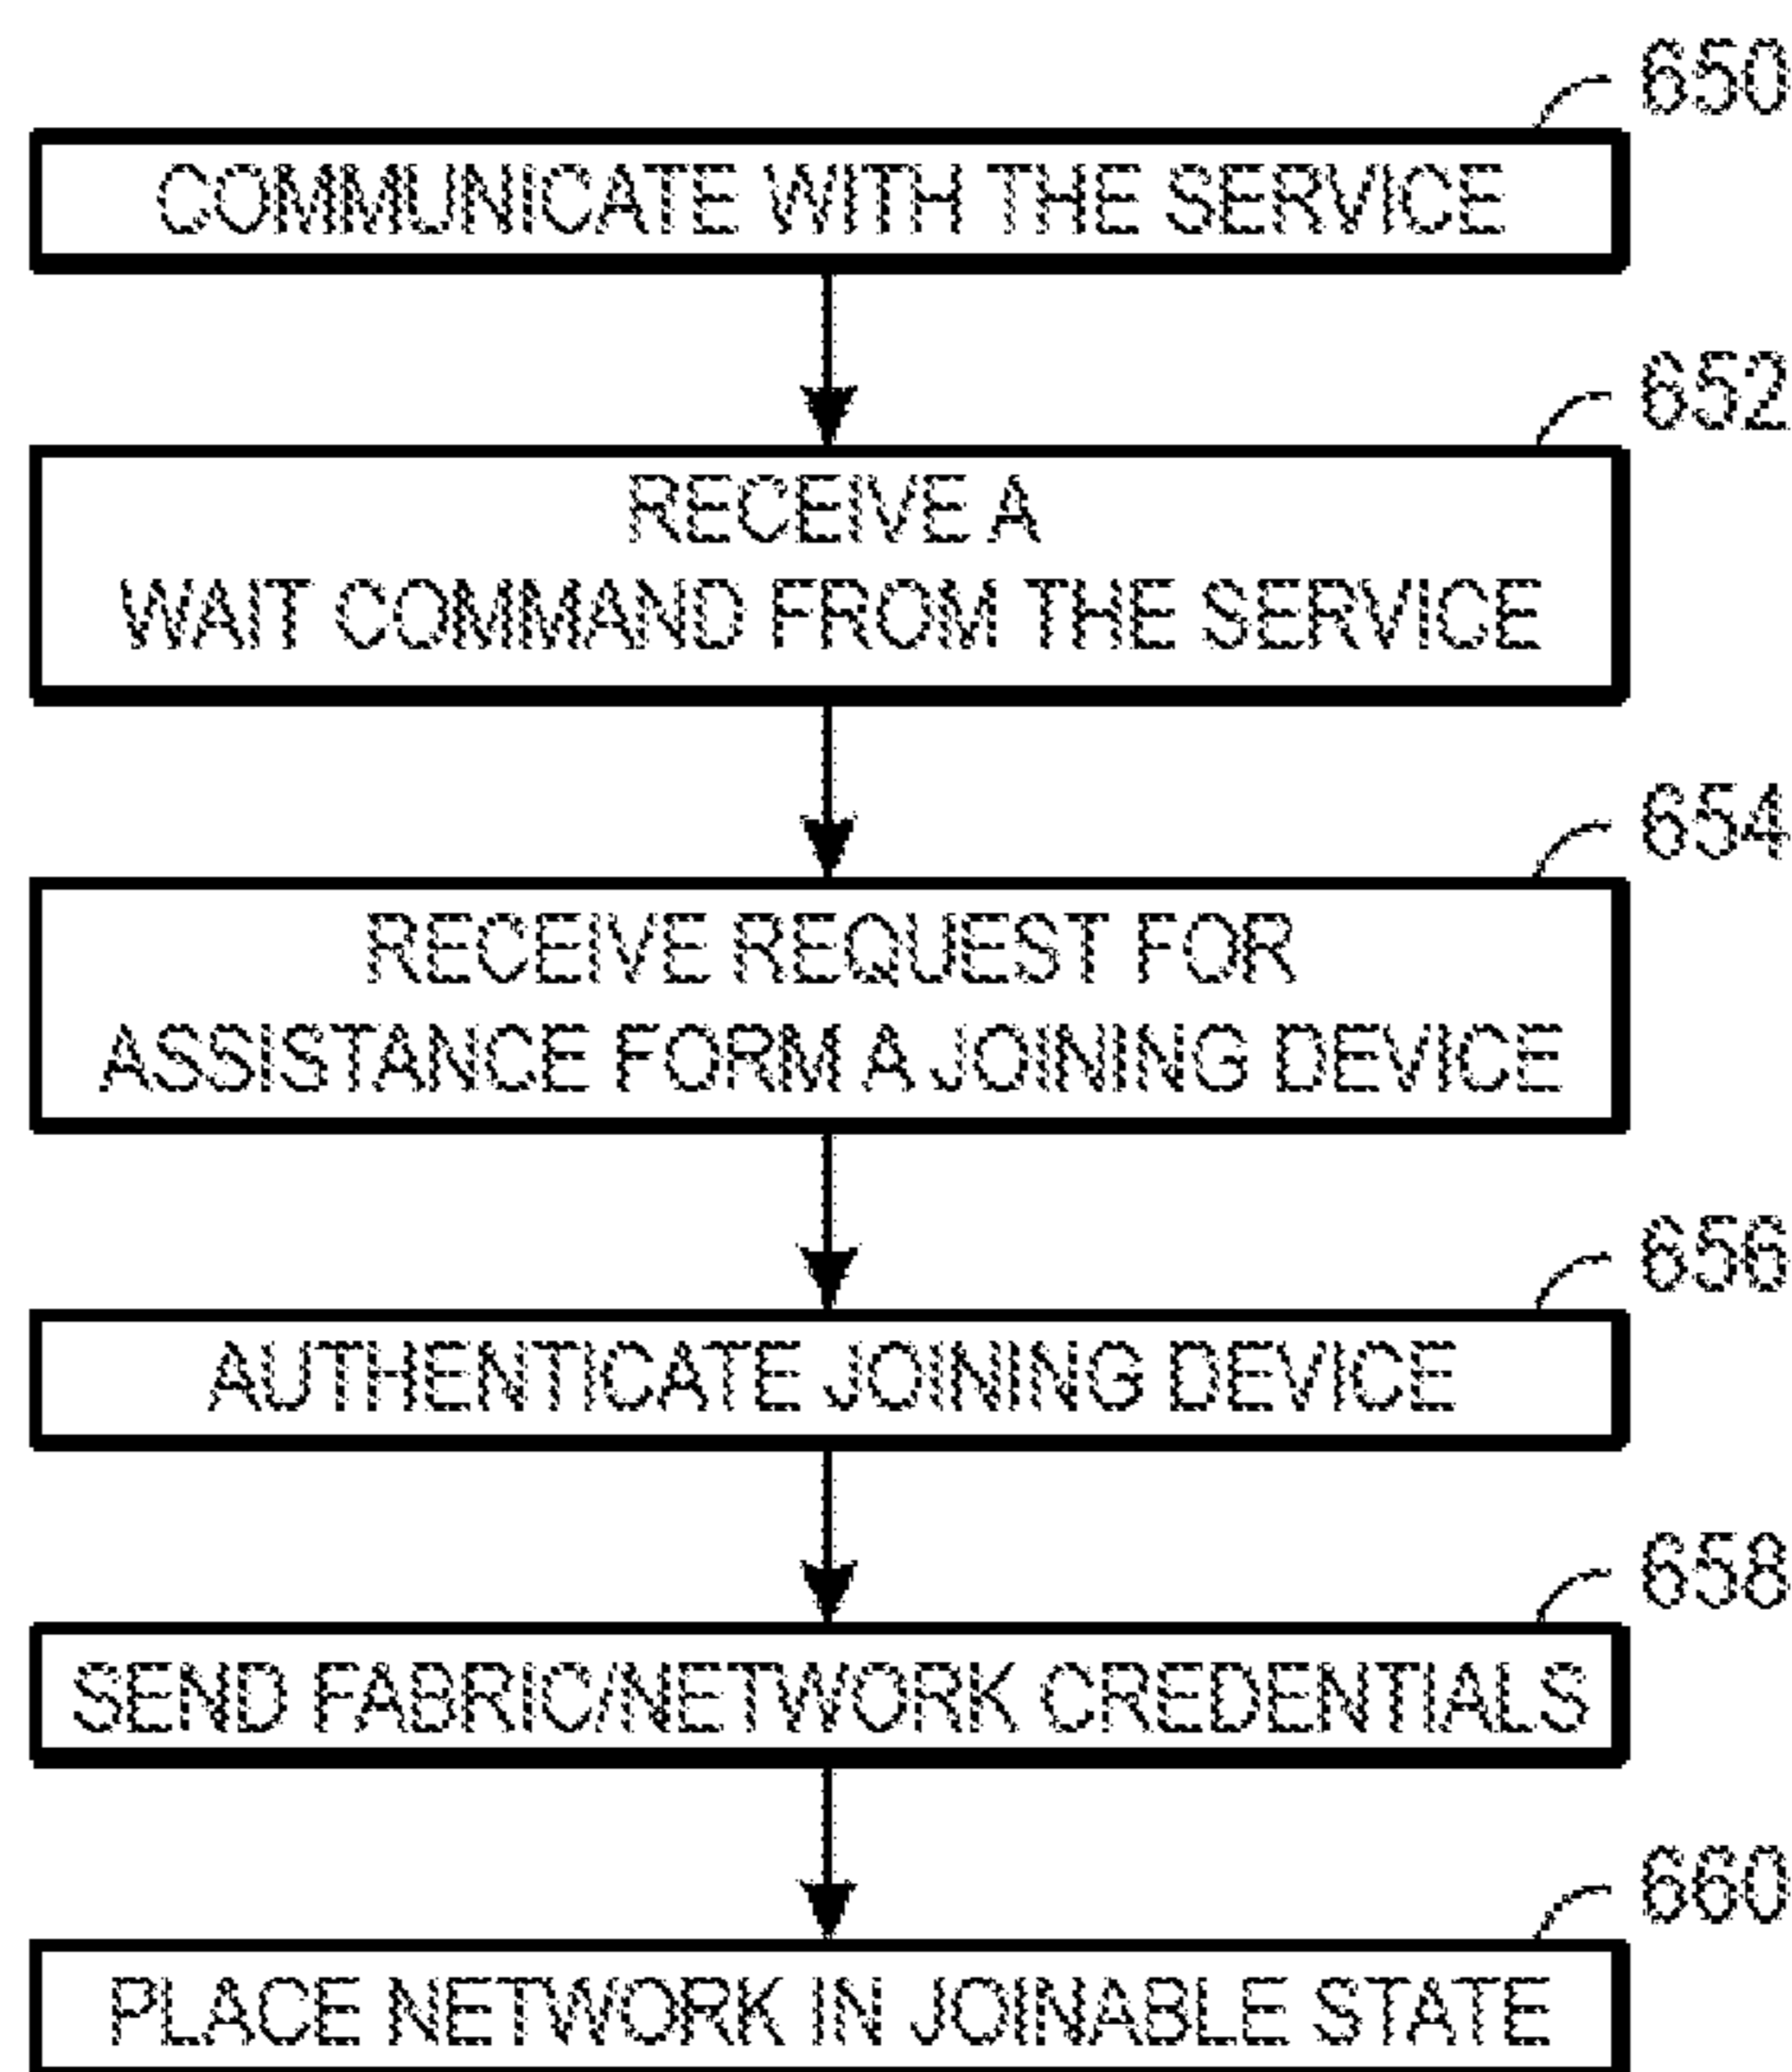 650
COMMUNICATE WITH THE SERVICE
652
RECEIVE A
WAIT COMMAND FROM THE SERVICE
654
RECEIVE REQUEST FOR
ASSISTANCE FORM A JOINING DEVICE
656
AUTHENTICATE JOINING DEVICE
658
SEND FABRIC/NETWORK CREDENTIALS
660
PLACE NETWORK IN JOINABLE STATE